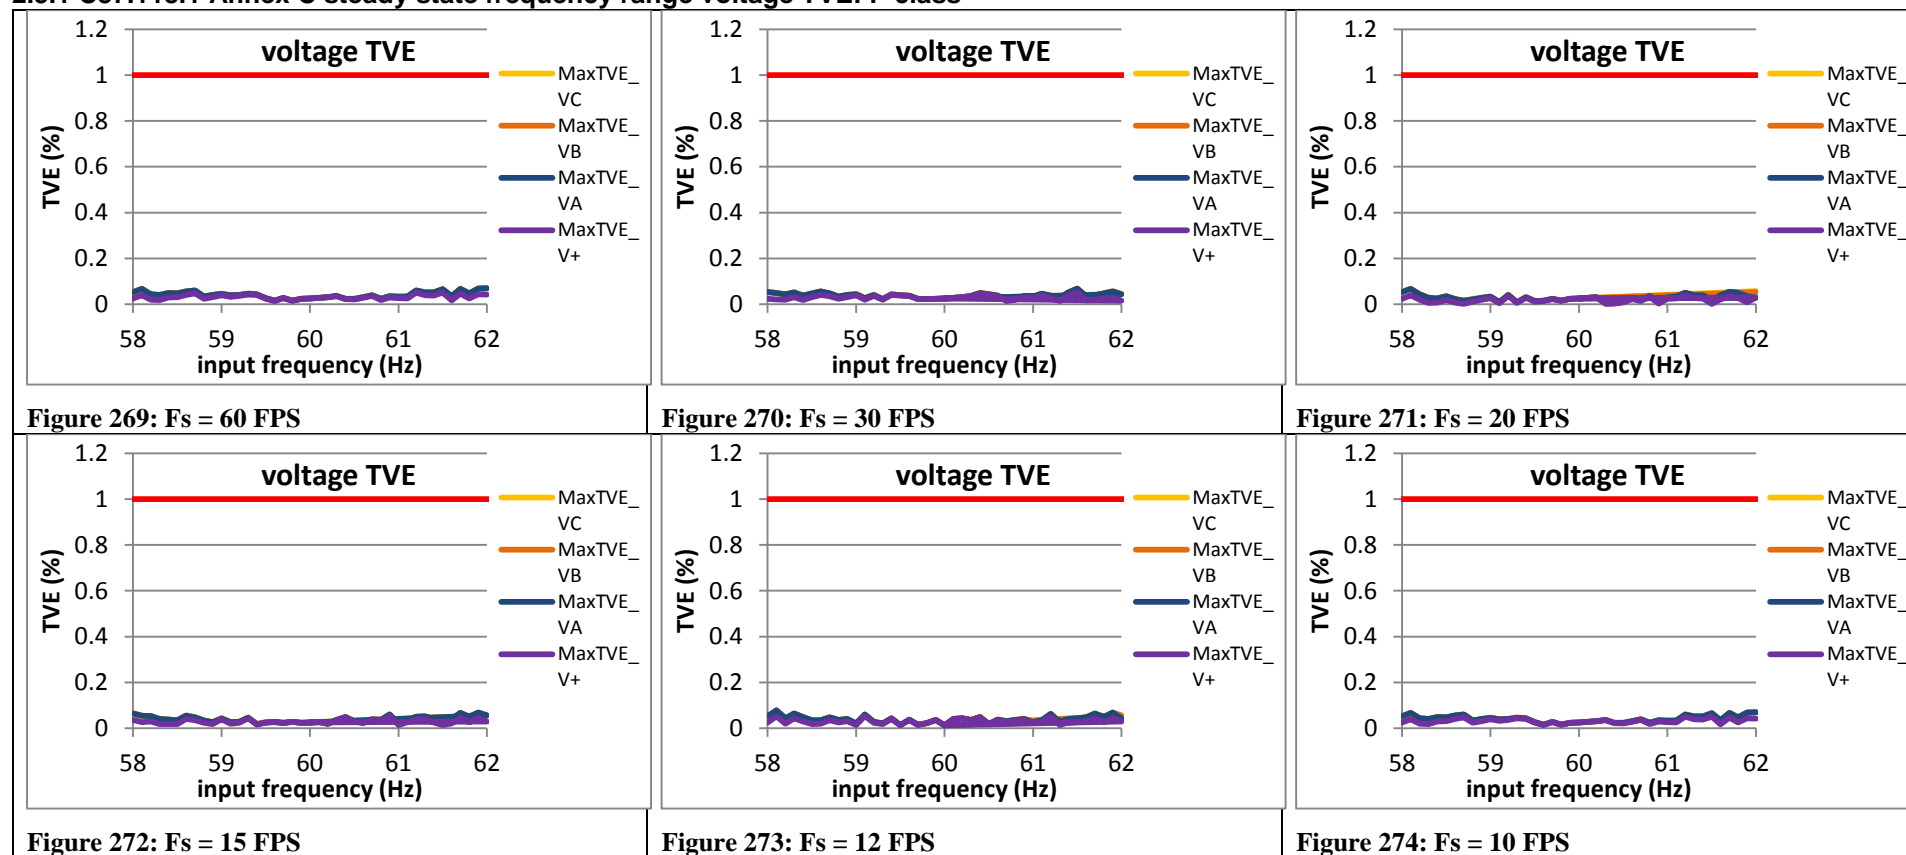 voltage TVE
1.2
1
0.8
0.6
0.4
0.2
0
TVE (%)
58 59 60 61 62
input frequency (Hz)
MaxTVE_
VC
MaxTVE_
VB
MaxTVE_
VA
MaxTVE_
V+
Figure 269: Fs = 60 FPS
voltage TVE
1.2
1
0.8
0.6
0.4
0.2
0
TVE (%)
58 59 60 61 62
input frequency (Hz)
MaxTVE_
VC
MaxTVE_
VB
MaxTVE_
VA
MaxTVE_
V+
Figure 270: Fs = 30 FPS
voltage TVE
1.2
1
0.8
0.6
0.4
0.2
0
TVE (%)
58 59 60 61 62
input frequency (Hz)
MaxTVE_
VC
MaxTVE_
VB
MaxTVE_
VA
MaxTVE_
V+
Figure 271: Fs = 20 FPS
voltage TVE
1.2
1
0.8
0.6
0.4
0.2
0
TVE (%)
58 59 60 61 62
input frequency (Hz)
MaxTVE_
VC
MaxTVE_
VB
MaxTVE_
VA
MaxTVE_
V+
Figure 272: Fs = 15 FPS
voltage TVE
1.2
1
0.8
0.6
0.4
0.2
0
TVE (%)
58 59 60 61 62
input frequency (Hz)
MaxTVE_
VC
MaxTVE_
VB
MaxTVE_
VA
MaxTVE_
V+
Figure 273: Fs = 12 FPS
voltage TVE
1.2
1
0.8
0.6
0.4
0.2
0
TVE (%)
58 59 60 61 62
input frequency (Hz)
MaxTVE_
VC
MaxTVE_
VB
MaxTVE_
VA
MaxTVE_
V+
Figure 274: Fs = 10 FPS